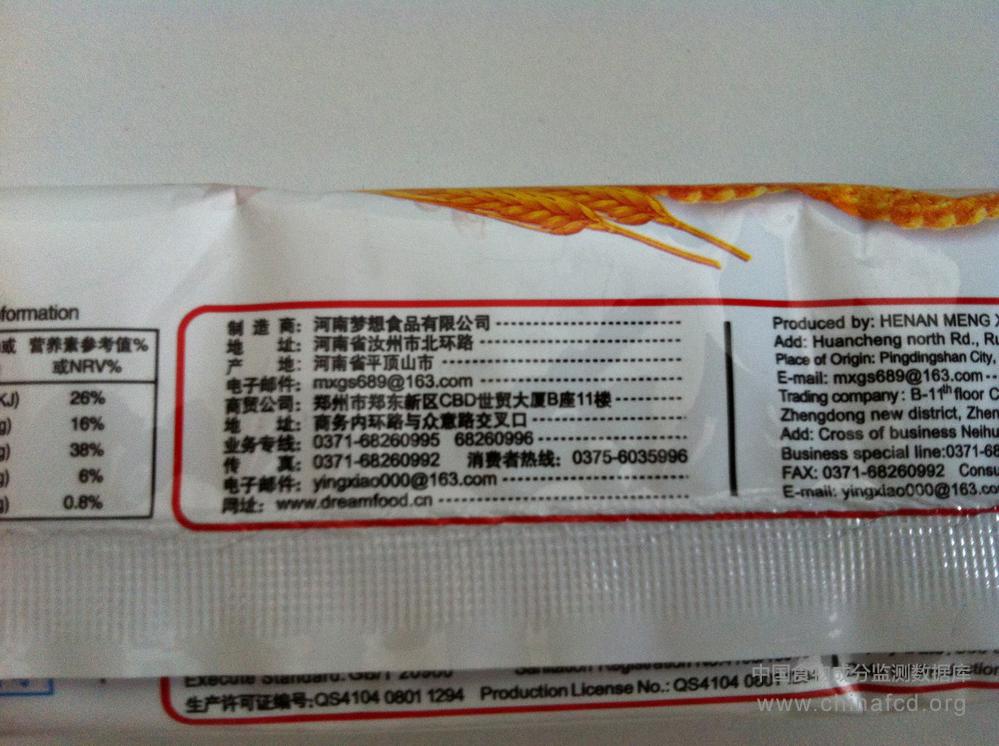 formation
或 营养素参考值%
或NRV%
KJ) 26%
g) 16%
g) 38%
g) 6%
g) 0.8%
制 造 商: 河南梦想食品有限公司
地 址: 河南省汝州市北环路
产 地: 河南省平顶山市
电子邮件: mxgs689@163.com
商贸公司: 郑州市郑东新区CBD世贸大厦B座11楼
地 址: 商务内环路与众意路交叉口
业务专线: 0371-68260995 68260996
传 真: 0371-68260992 消费者热线: 0375-6035996
电子邮件: yingxiao000@163.com
网址: www.dreamfood.cn
Produced by: HENAN MENG X
Add: Huancheng north Rd., Ru
Place of Origin: Pingdingshan City,
E-mail: mxgs689@163.com
Trading company : B-11th floor C
Zhengdong new district, Zhen
Add: Cross of business Neihu
Business special line:0371-68
FAX: 0371-68260992 Consu
E-mail: yingxiao000@163.co
Execute Standard: GB/T 20980
生产许可证编号:QS4104 0801 1294 Production License No.: QS4104 080
中国食物成分监测数据库
www.chinafcd.org